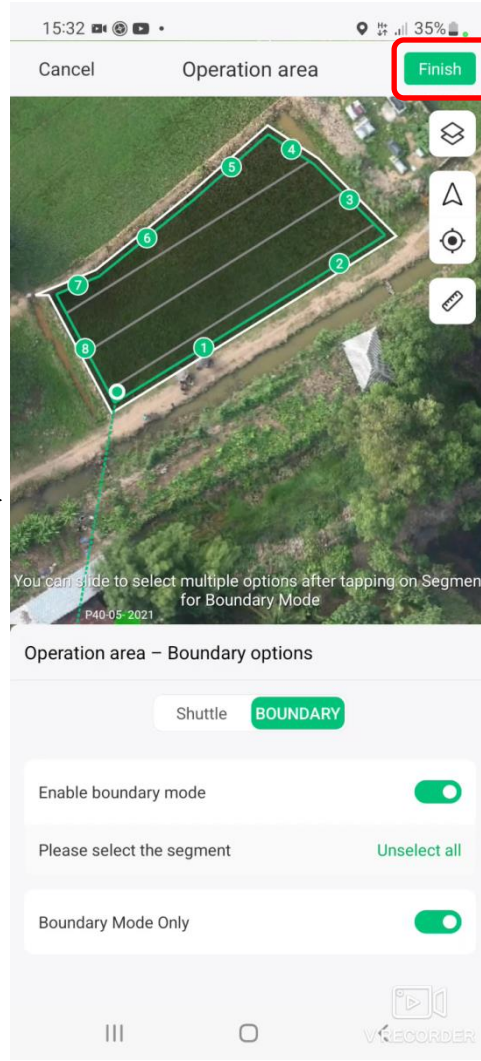 15:32
35%
Cancel
Operation area
Finish
4
5
3
6
2
7
8
1
You can slide to select multiple options after tapping on Segmen
for Boundary Mode
P40-05-2021
Operation area – Boundary options
Shuttle
BOUNDARY
Enable boundary mode
Please select the segment
Unselect all
Boundary Mode Only
VRECORDER